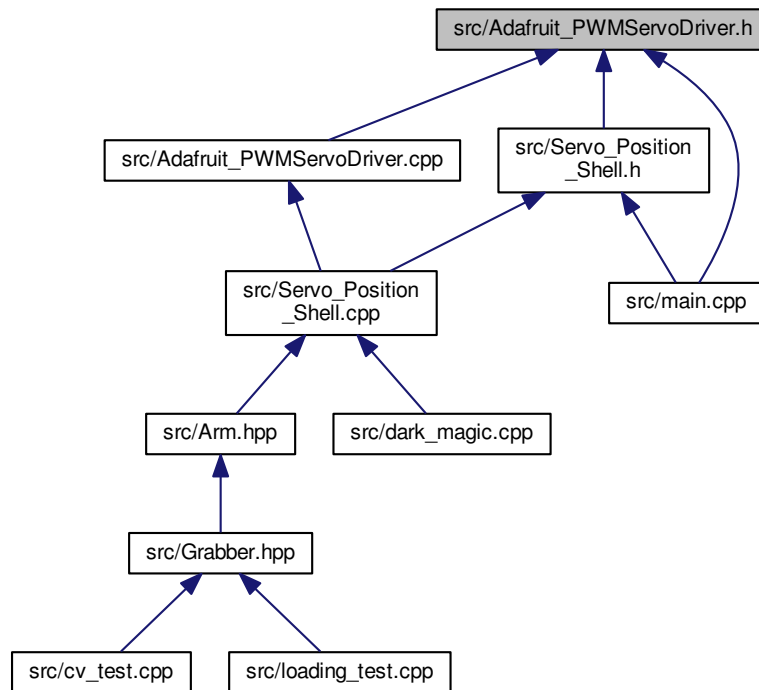 src/Adafruit_PWMServoDriver.h
src/Adafruit_PWMServoDriver.cpp
src/Servo_Position
_Shell.h
src/Servo_Position
_Shell.cpp
src/main.cpp
src/Arm.hpp
src/dark_magic.cpp
src/Grabber.hpp
src/cv_test.cpp
src/loading_test.cpp